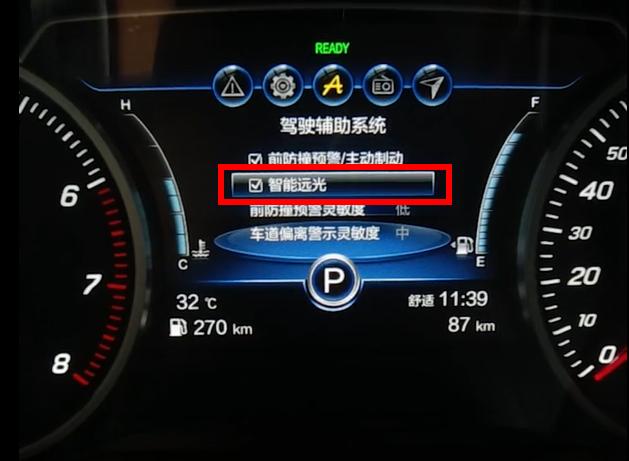 READY
驾驶辅助系统
前防撞预警/主动制动
智能远光
前防撞预警灵敏度 低
车道偏离警示灵敏度 中
H
C
F
E
P
32 ℃
舒适 11:39
270 km
87 km
6
7
8
50
40
30
20
10
0